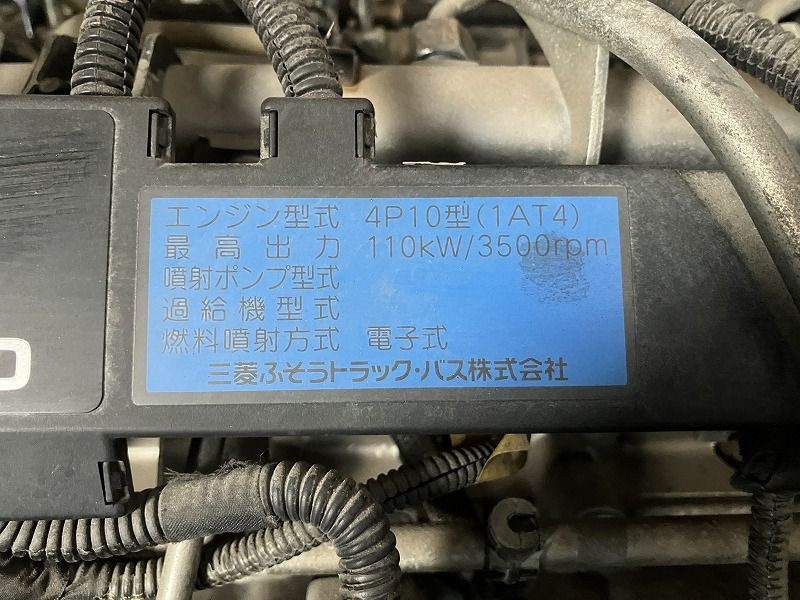 エンジン型式 4P10型(1AT4)
最高出力 110kW/3500rpm
噴射ポンプ型式
過給機型式
燃料噴射方式 電子式
三菱ふそうトラック・バス株式会社